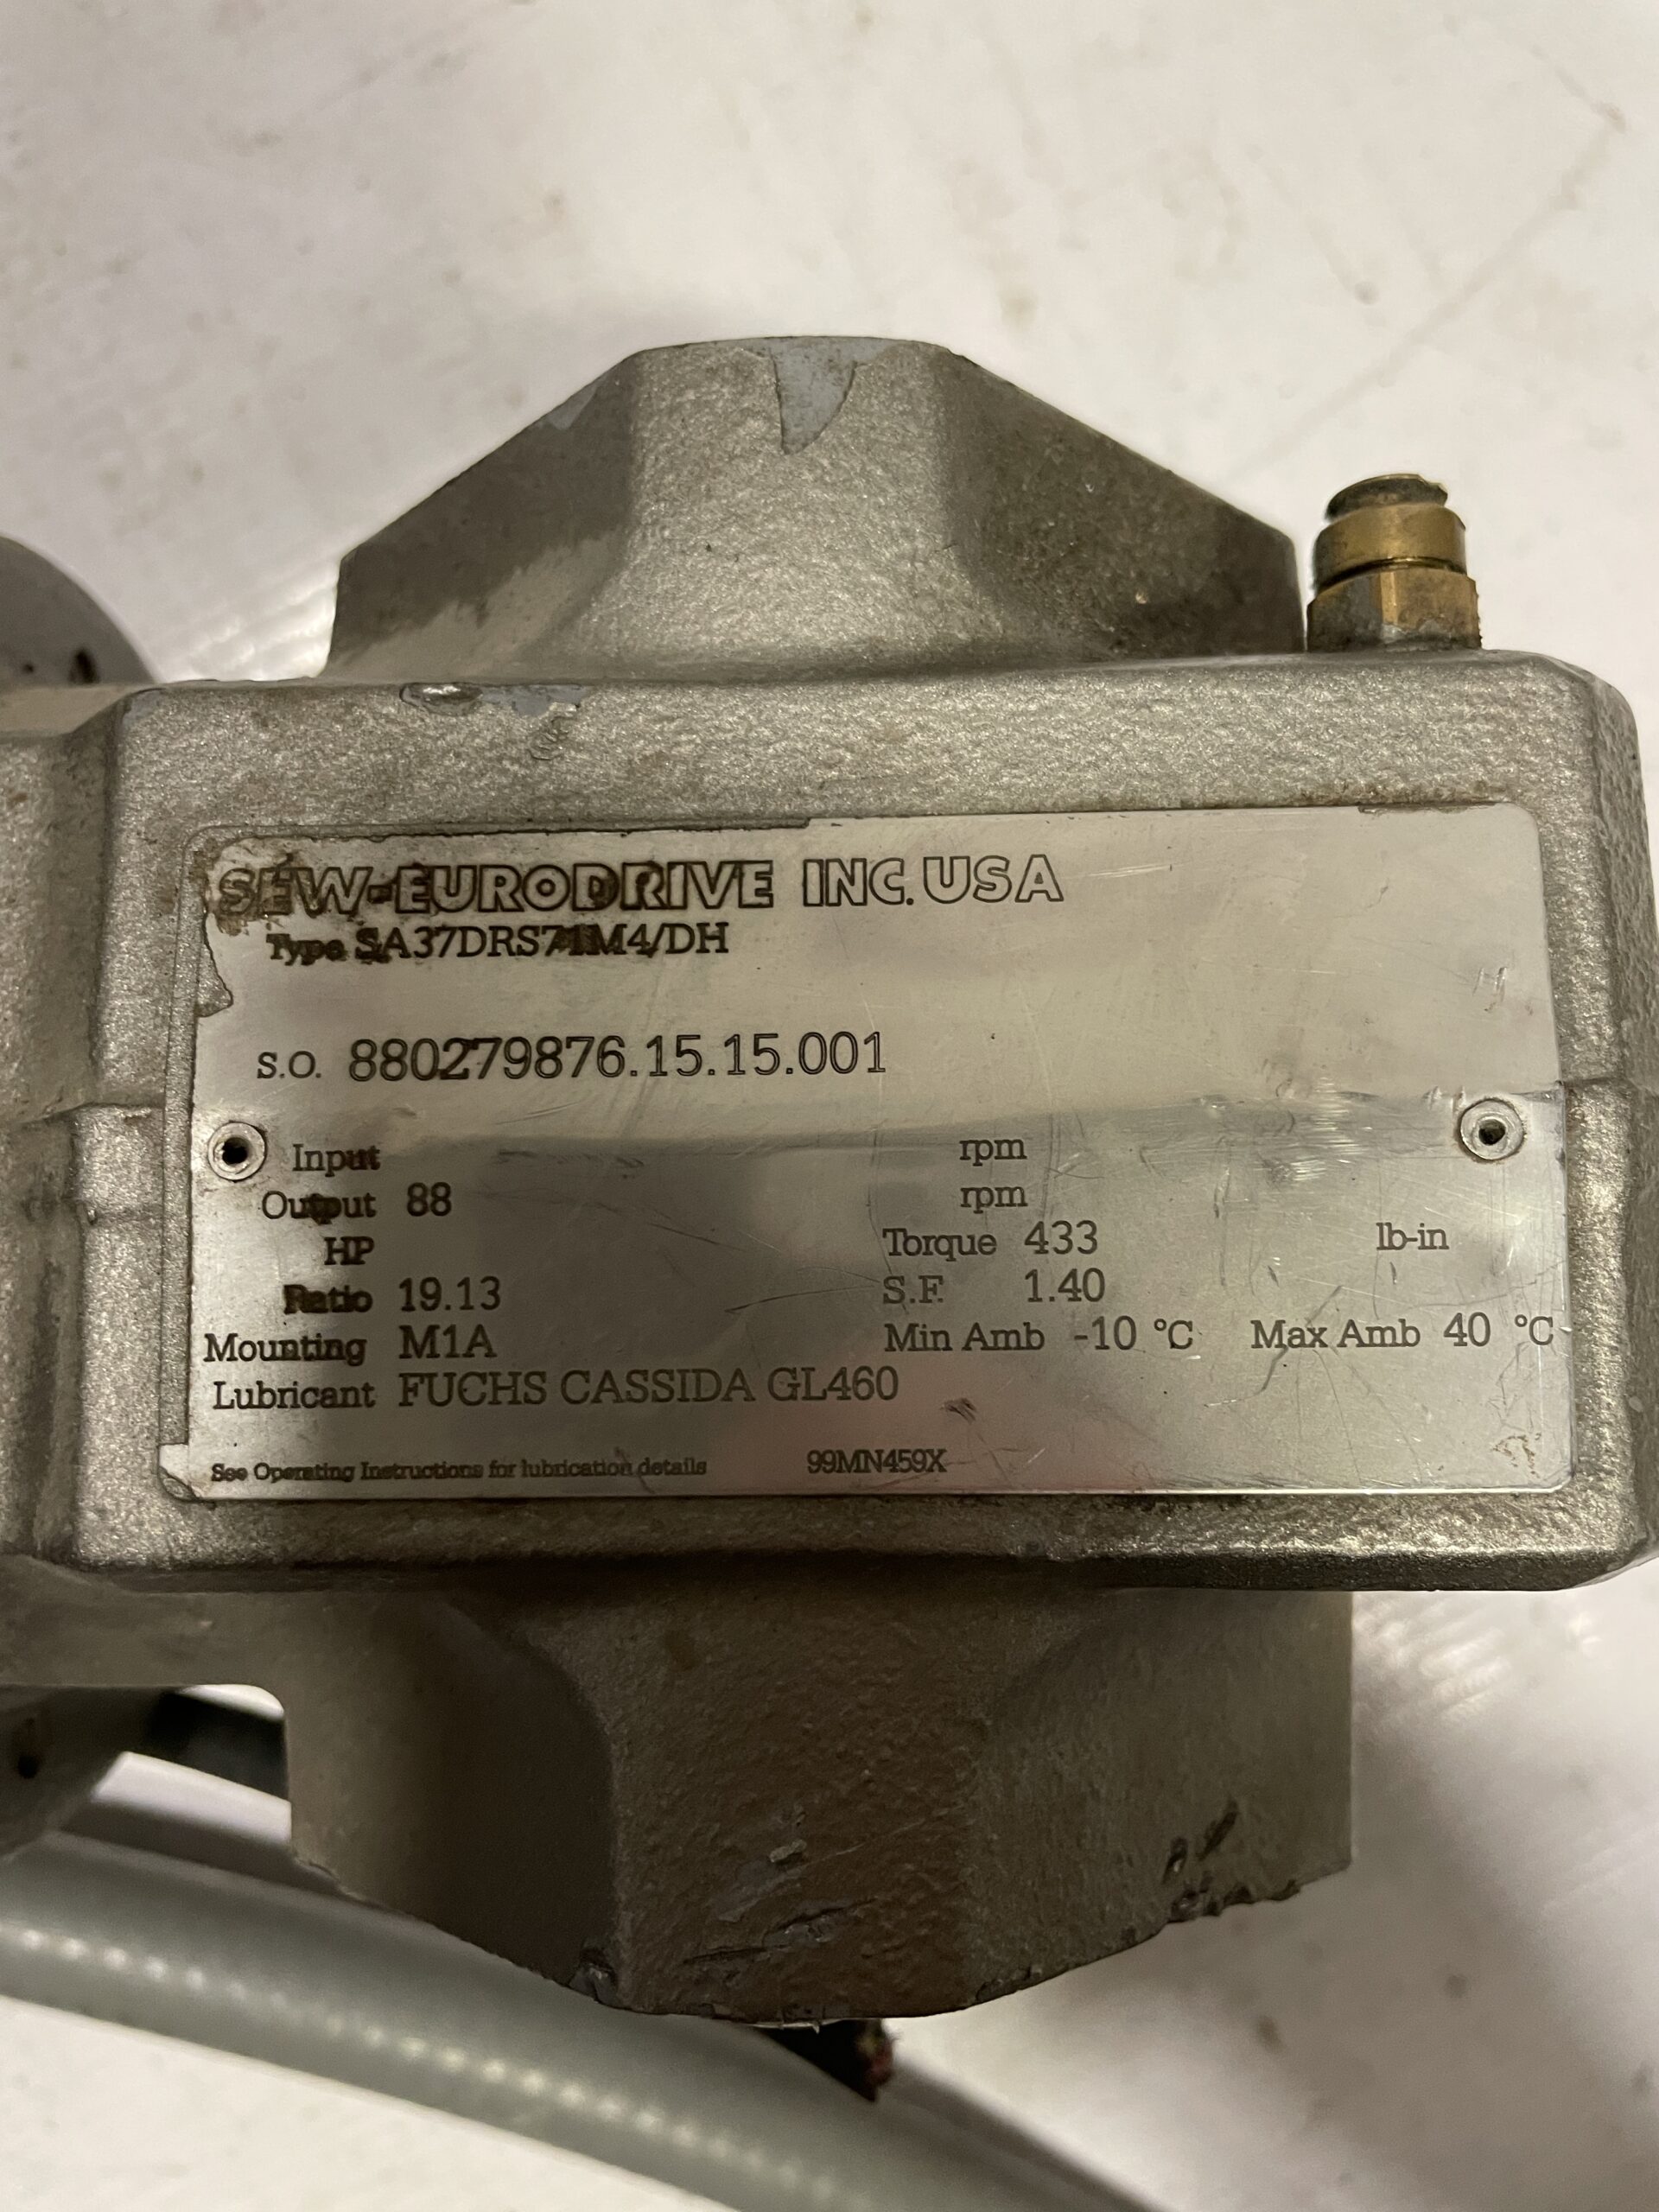 SEW-EURODRIVE INC. USA
Type SA37DRS71M4/DH
S.O. 880279876.15.15.001
Input rpm
Output 88 rpm
HP Torque 433 lb-in
Ratio 19.13 S.F. 1.40
Mounting M1A Min Amb -10 °C Max Amb 40 °C
Lubricant FUCHS CASSIDA GL460
See Operating Instructions for lubrication details 99MN459X